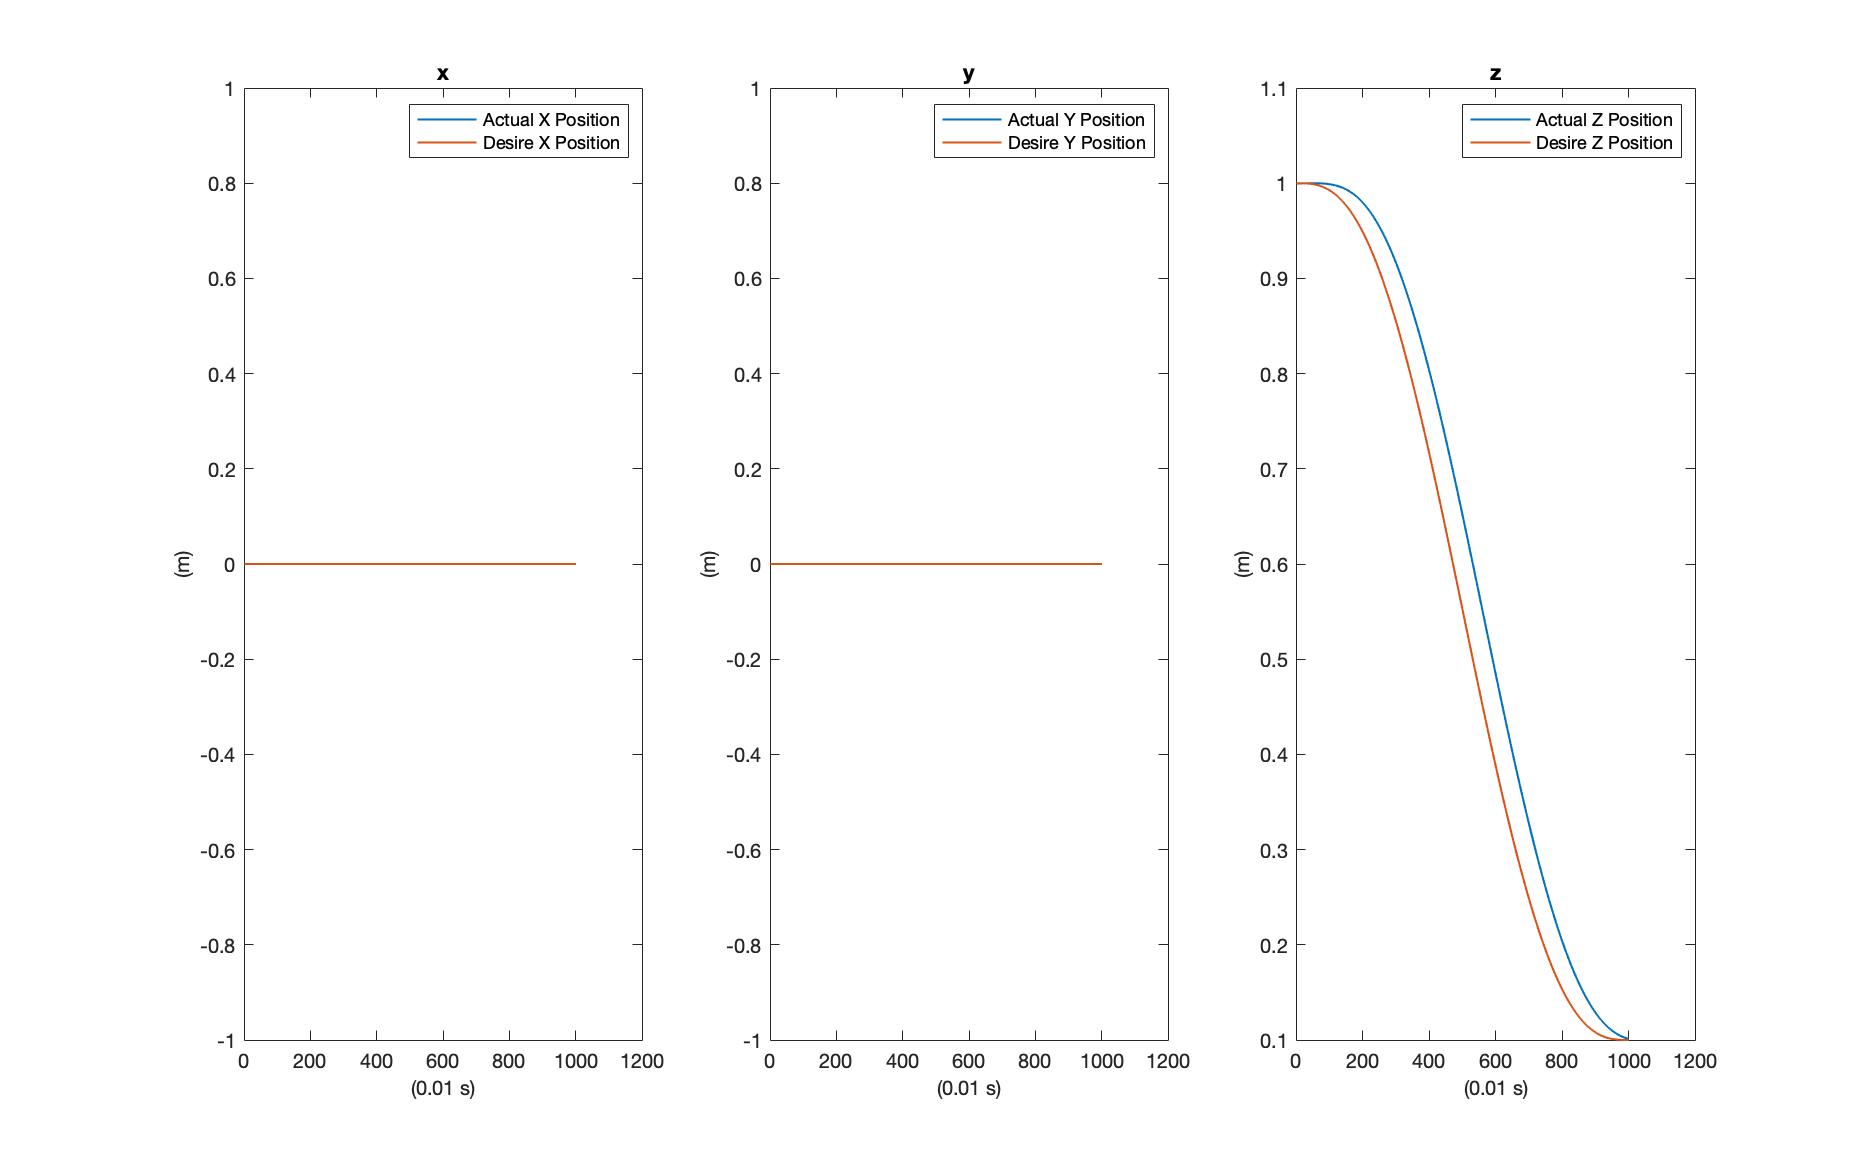 x
Actual X Position
Desire X Position
1
0.8
0.6
0.4
0.2
0
-0.2
-0.4
-0.6
-0.8
-1
(m)
0 200 400 600 800 1000 1200
(0.01 s)
y
Actual Y Position
Desire Y Position
1
0.8
0.6
0.4
0.2
0
-0.2
-0.4
-0.6
-0.8
-1
(m)
0 200 400 600 800 1000 1200
(0.01 s)
z
Actual Z Position
Desire Z Position
1.1
1
0.9
0.8
0.7
0.6
0.5
0.4
0.3
0.2
0.1
(m)
0 200 400 600 800 1000 1200
(0.01 s)